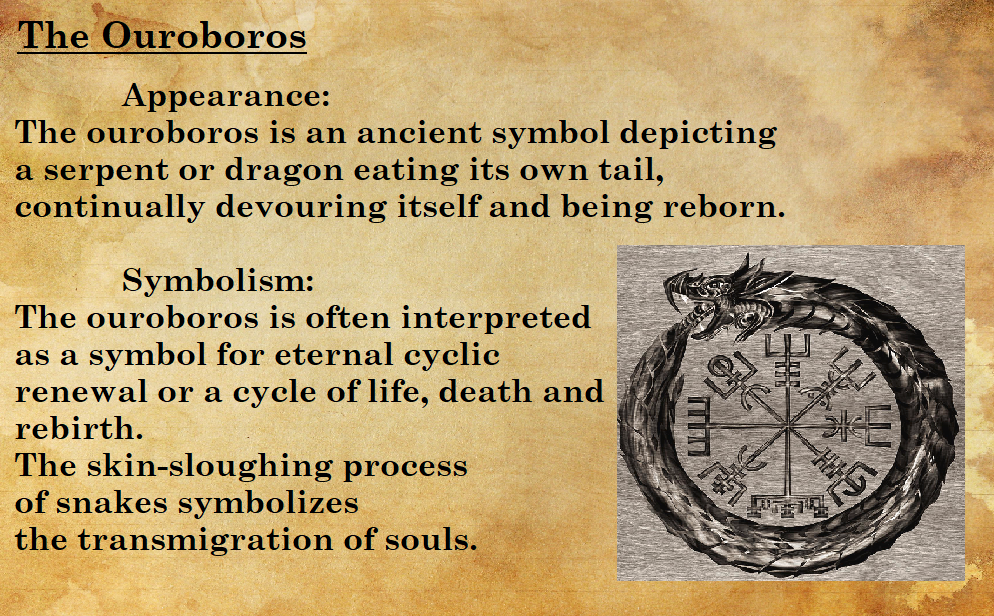 The Ouroboros
Appearance:
The ouroboros is an ancient symbol depicting
a serpent or dragon eating its own tail,
continually devouring itself and being reborn.
Symbolism:
The ouroboros is often interpreted
as a symbol for eternal cyclic
renewal or a cycle of life, death and
rebirth.
The skin-sloughing process
of snakes symbolizes
the transmigration of souls.